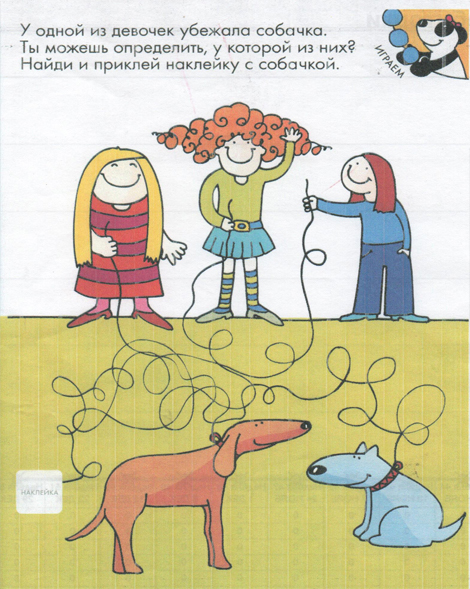 У одной из девочек убежала собачка.
Ты можешь определить, у которой из них?
Найди и приклей наклейку с собачкой.
ИГРАЕМ
НАКЛЕЙКА